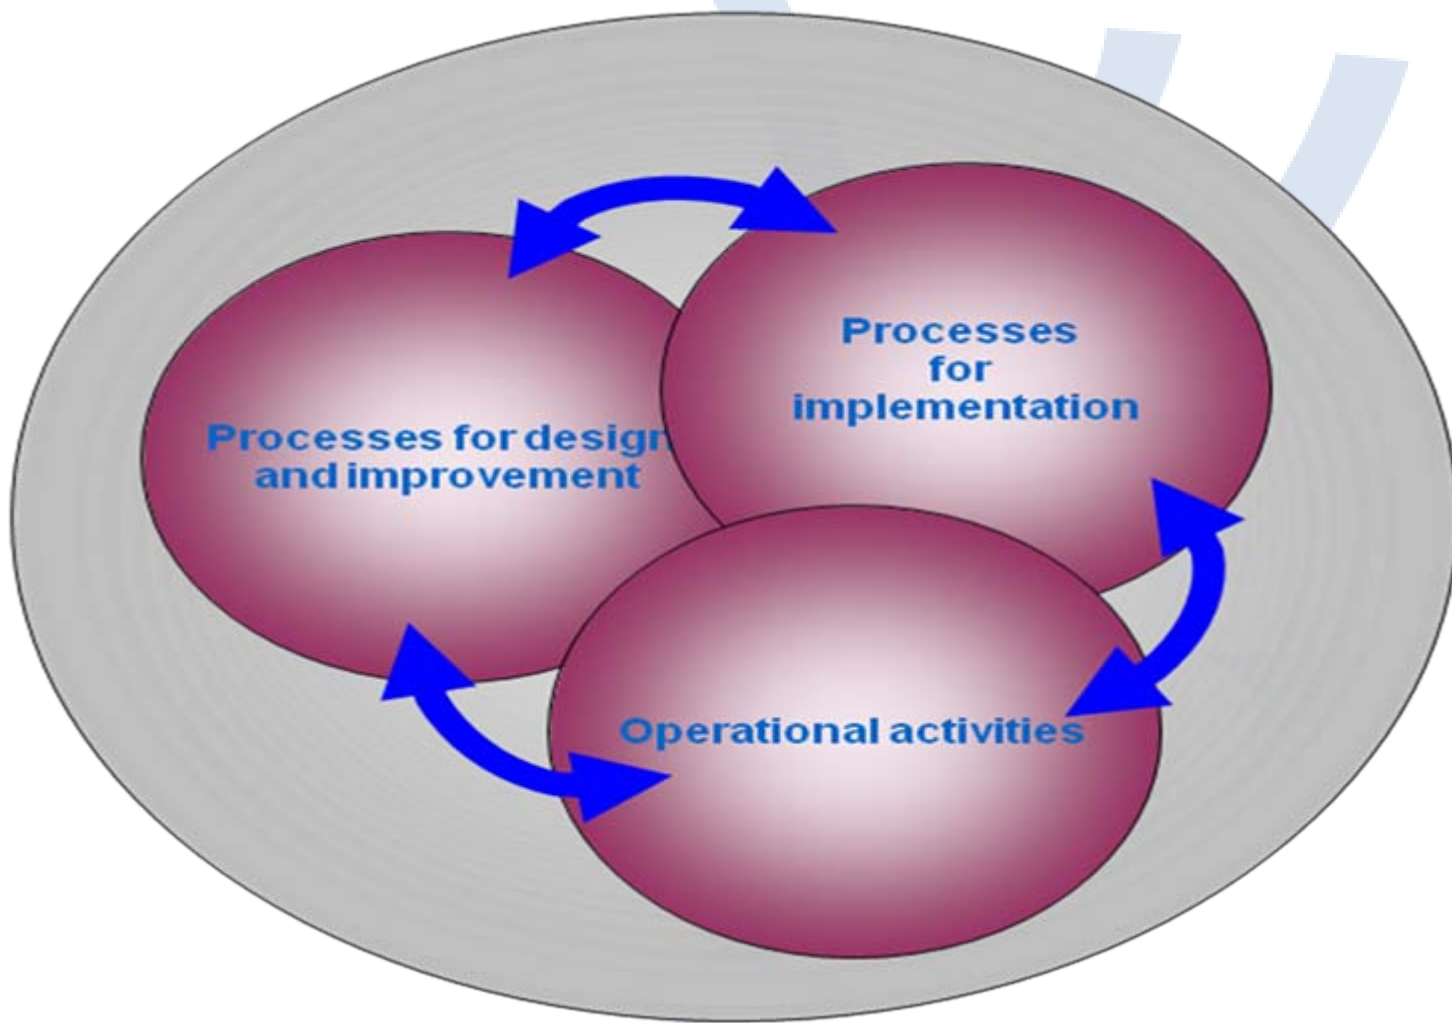 Processes
for
implementation
Processes for design
and improvement
Operational activities